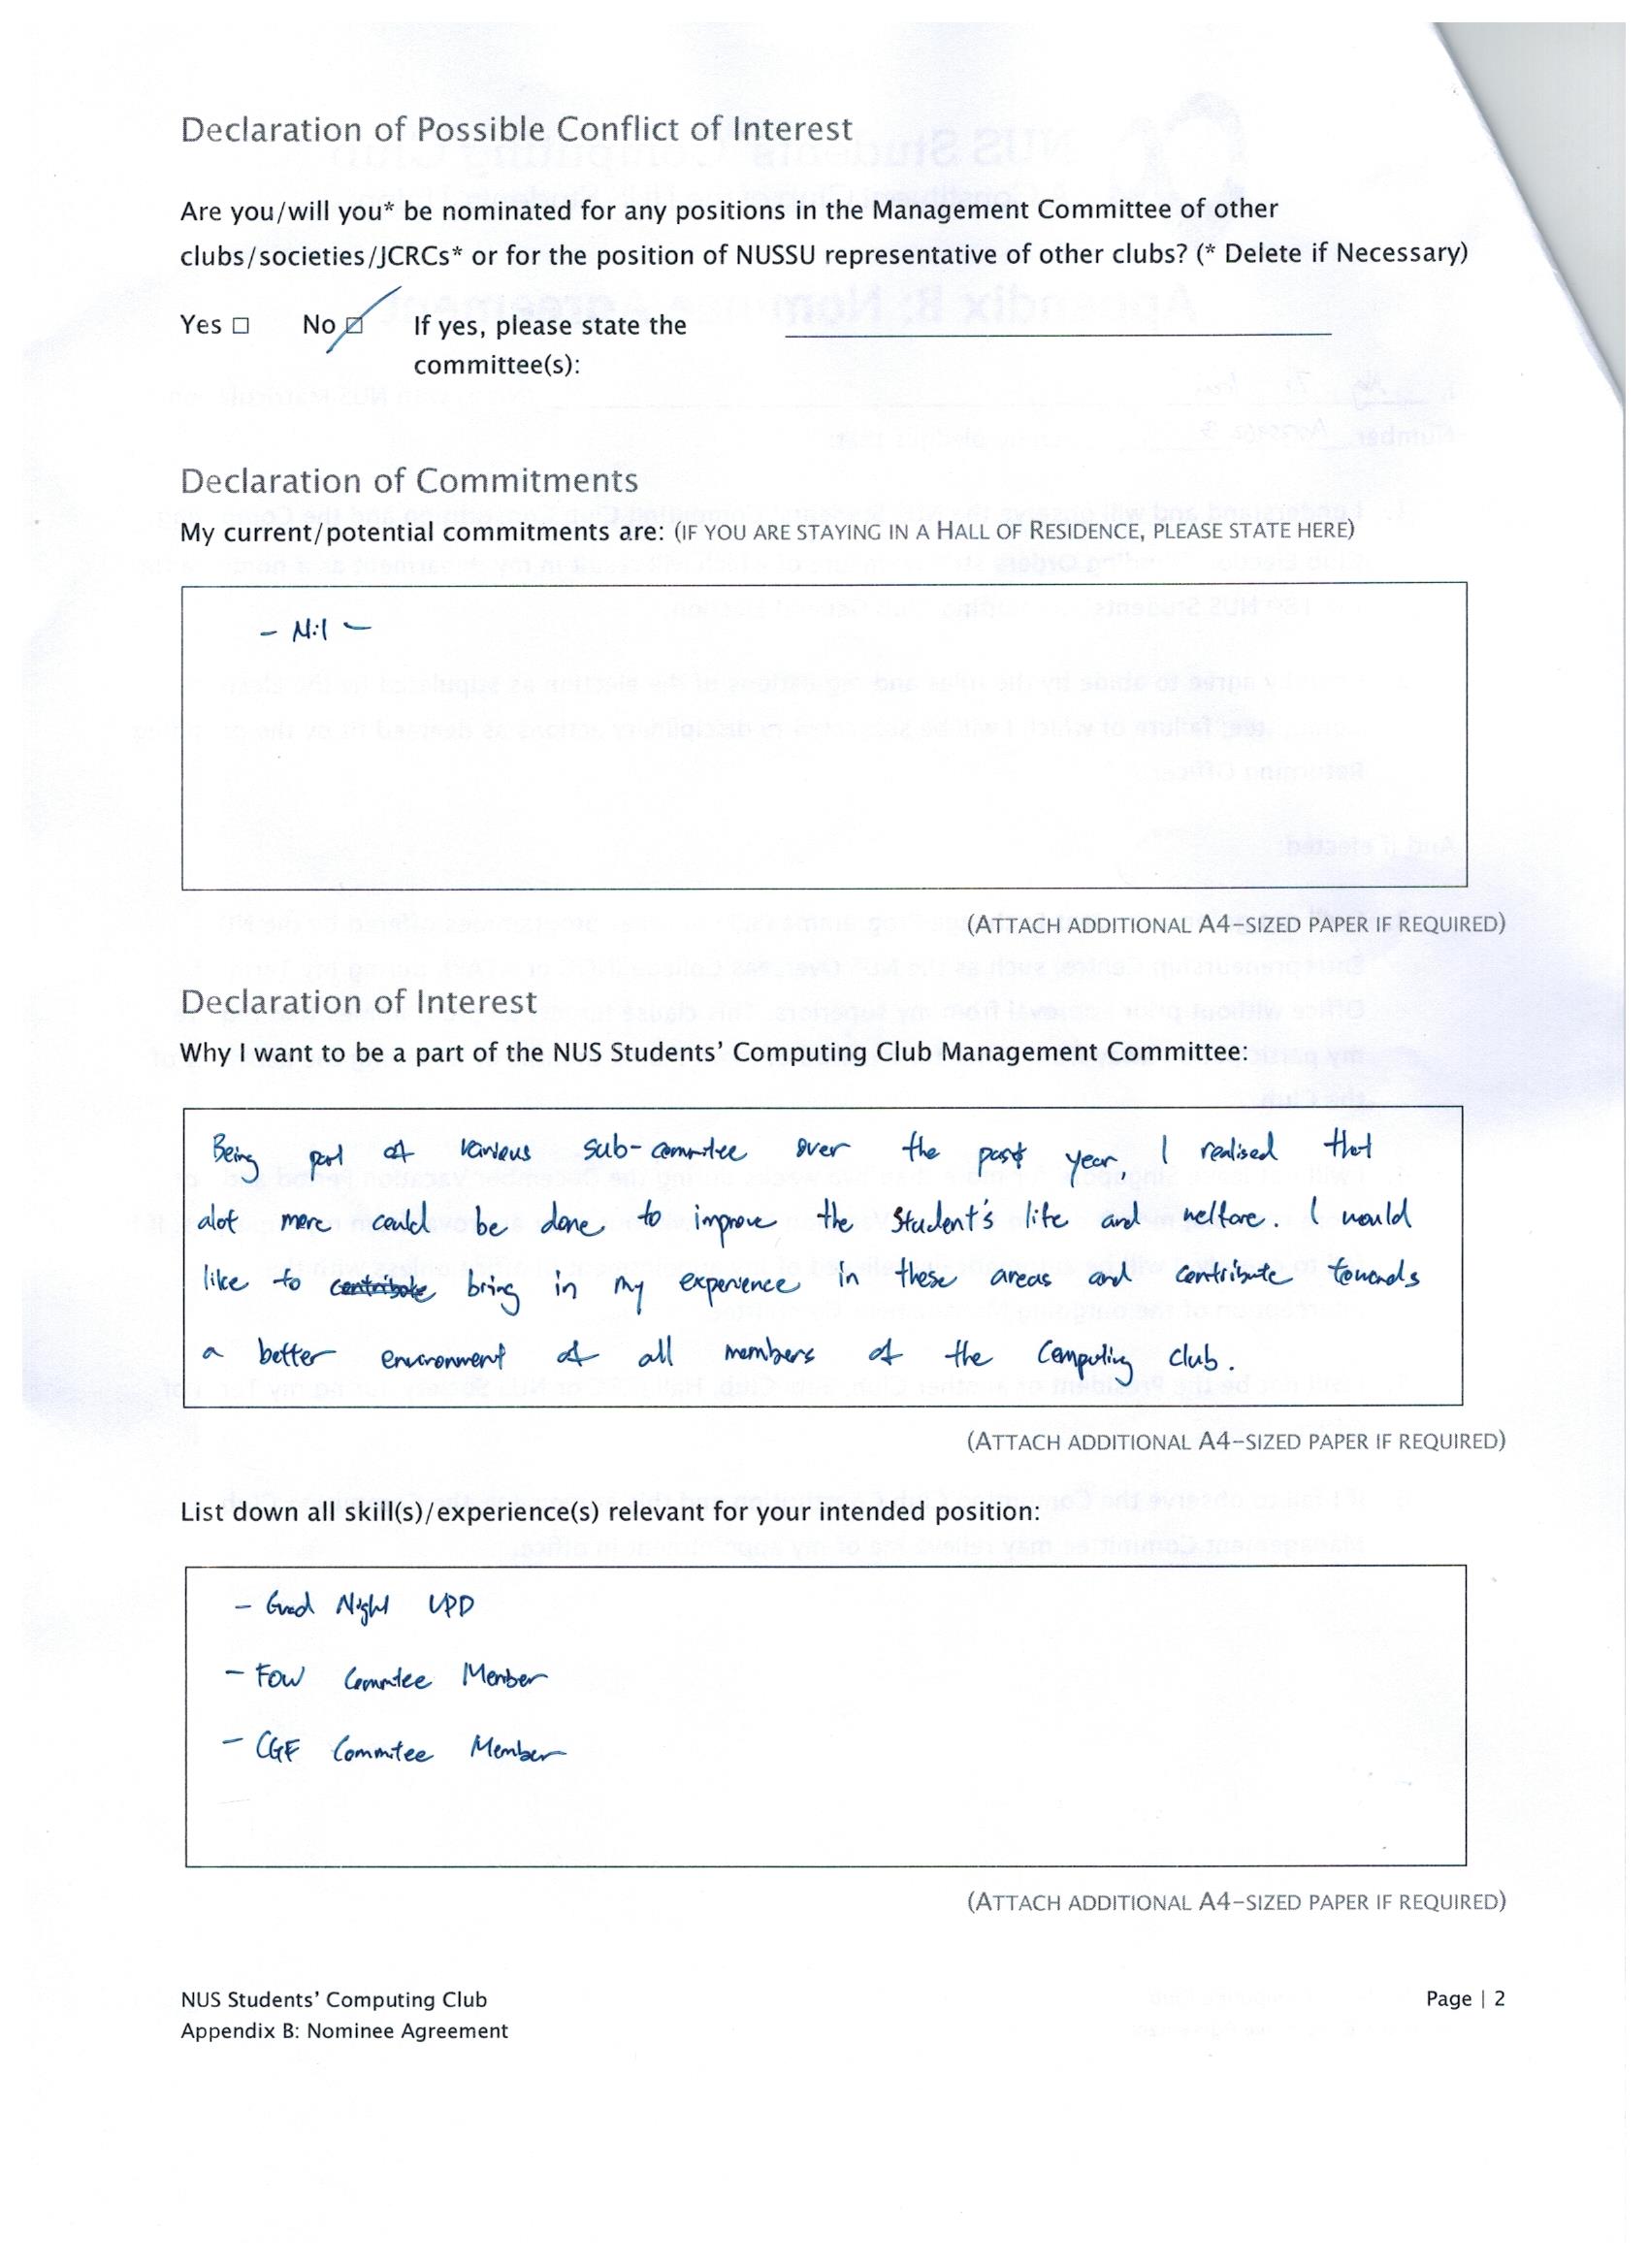 Declaration of Possible Conflict of Interest
Are you/will you* be nominated for any positions in the Management Committee of other
clubs/societies/JCRCs* or for the position of NUSSU representative of other clubs? (* Delete if Necessary)
Yes □ No □ If yes, please state the
committee(s):
Declaration of Commitments
My current/potential commitments are: (IF YOU ARE STAYING IN A HALL OF RESIDENCE, PLEASE STATE HERE)
- Nil -
(ATTACH ADDITIONAL A4-SIZED PAPER IF REQUIRED)
Declaration of Interest
Why I want to be a part of the NUS Students' Computing Club Management Committee:
Being part of various sub-commitee over the past year, I realised that
alot more could be done to improve the student's life and welfare. I would
like to contribute bring in my experience in these areas and contribute towards
a better environment of all members of the Computing Club.
(ATTACH ADDITIONAL A4-SIZED PAPER IF REQUIRED)
List down all skill(s)/experience(s) relevant for your intended position:
- Night VPD
- FOW Commitee Member
- CGF Commitee Member
(ATTACH ADDITIONAL A4-SIZED PAPER IF REQUIRED)
NUS Students' Computing Club Page | 2
Appendix B: Nominee Agreement